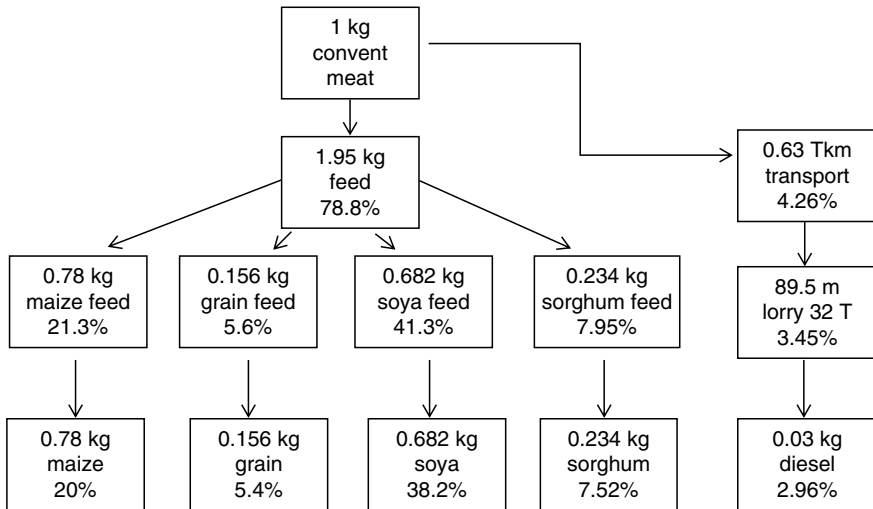 1 kg
convent
meat
1.95 kg
feed
78.8%
0.63 Tkm
transport
4.26%
0.78 kg
maize feed
21.3%
0.156 kg
grain feed
5.6%
0.682 kg
soya feed
41.3%
0.234 kg
sorghum feed
7.95%
89.5 m
lorry 32 T
3.45%
0.78 kg
maize
20%
0.156 kg
grain
5.4%
0.682 kg
soya
38.2%
0.234 kg
sorghum
7.52%
0.03 kg
diesel
2.96%